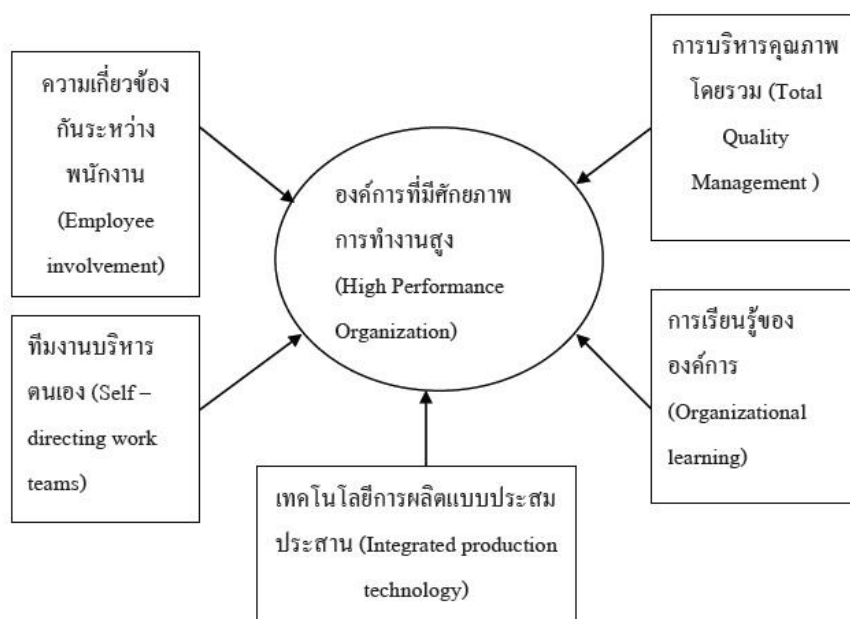 ความเกี่ยวข้อง
กันระหว่าง
พนักงาน
(Employee
involvement)
การบริหารคุณภาพ
โดยรวม (Total
Quality
Management )
องค์การที่มีศักยภาพ
การทำงานสูง
(High Performance
Organization)
ทีมงานบริหาร
ตนเอง (Self –
directing work
teams)
การเรียนรู้ของ
องค์การ
(Organizational
learning)
เทคโนโลยีการผลิตแบบประสม
ประสาน (Integrated production
technology)